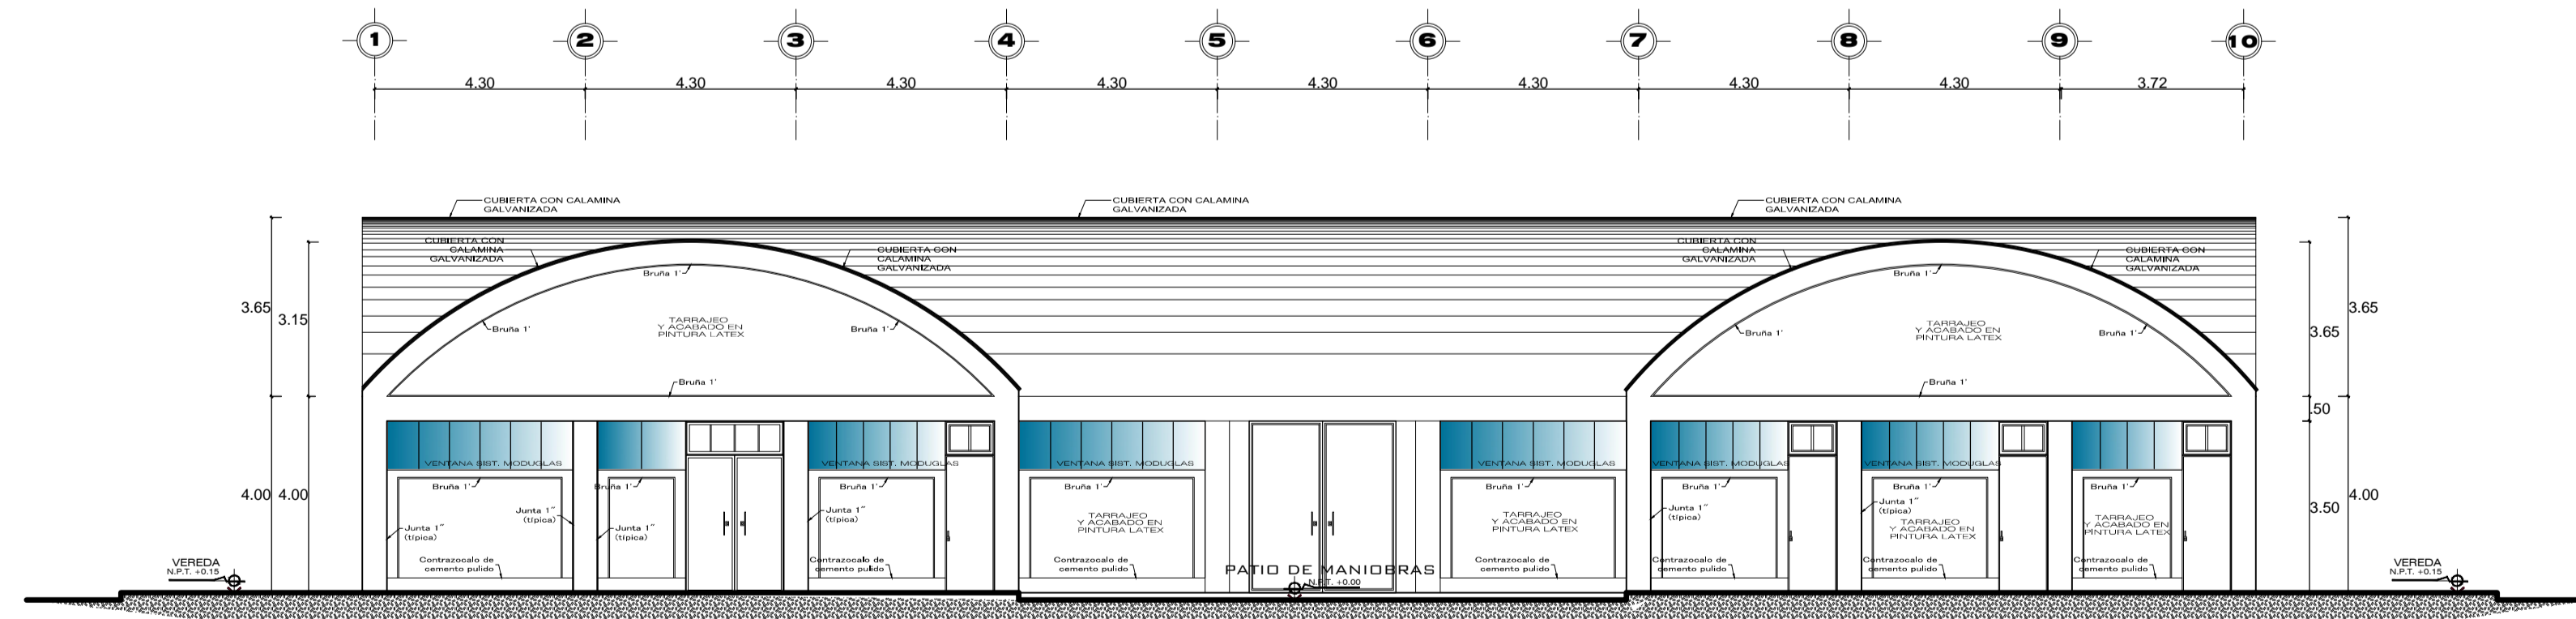 1 2 3 4 5 6 7 8 9 10
4.30 4.30 4.30 4.30 4.30 4.30 4.30 4.30 3.72
CUBIERTA CON CALAMINA
GALVANIZADA
CUBIERTA CON CALAMINA
GALVANIZADA
CUBIERTA CON CALAMINA
GALVANIZADA
CUBIERTA CON
CALAMINA
GALVANIZADA
CUBIERTA CON
CALAMINA
GALVANIZADA
CUBIERTA CON
CALAMINA
GALVANIZADA
CUBIERTA CON
CALAMINA
GALVANIZADA
Bruña 1'
Bruña 1'
3.65
3.15
3.65
3.65
Bruña 1'
TARRAJEO
Y ACABADO EN
PINTURA LATEX
Bruña 1'
Bruña 1'
TARRAJEO
Y ACABADO EN
PINTURA LATEX
Bruña 1'
Bruña 1'
Bruña 1'
.50
VENTANA SIST. MODUGLAS
VENTANA SIST. MODUGLAS
VENTANA SIST. MODUGLAS
VENTANA SIST. MODUGLAS
VENTANA SIST. MODUGLAS
VENTANA SIST. MODUGLAS
Bruña 1'
Bruña 1'
Bruña 1'
Bruña 1'
Bruña 1'
Bruña 1'
Bruña 1'
Bruña 1'
4.00
4.00
3.50
4.00
Junta 1"
(típica)
Junta 1"
(típica)
Junta 1"
(típica)
Junta 1"
(típica)
TARRAJEO
Y ACABADO EN
PINTURA LATEX
TARRAJEO
Y ACABADO EN
PINTURA LATEX
Junta 1"
(típica)
Junta 1"
(típica)
TARRAJEO
Y ACABADO EN
PINTURA LATEX
TARRAJEO
Y ACABADO EN
PINTURA LATEX
Contrazocalo de
cemento pulido
Contrazocalo de
cemento pulido
Contrazocalo de
cemento pulido
Contrazocalo de
cemento pulido
Contrazocalo de
cemento pulido
Contrazocalo de
cemento pulido
Contrazocalo de
cemento pulido
VEREDA
N.P.T. +0.15
PATIO DE MANIOBRAS
N.P.T. +0.00
VEREDA
N.P.T. +0.15